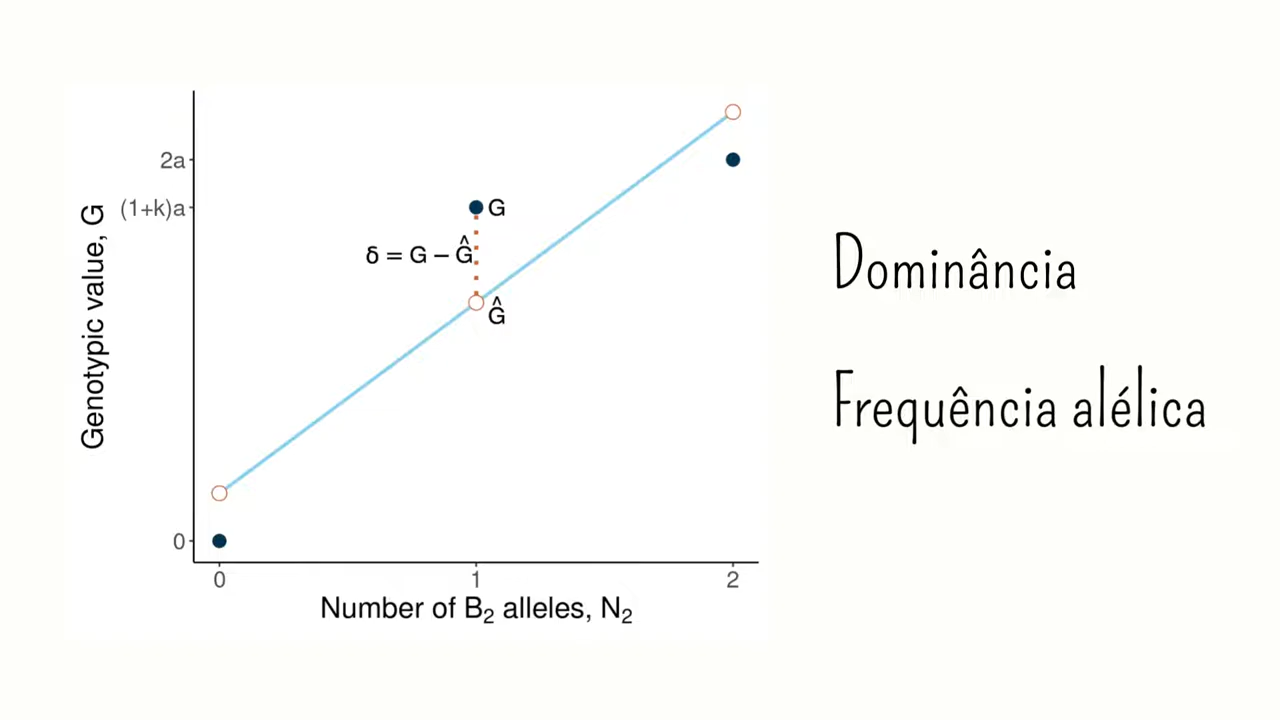 2a
(1+k)a
0
Genotypic value, G
G
δ = G − Ĝ
Ĝ
0 1 2
Number of B₂ alleles, N₂
Dominância
Frequência alélica